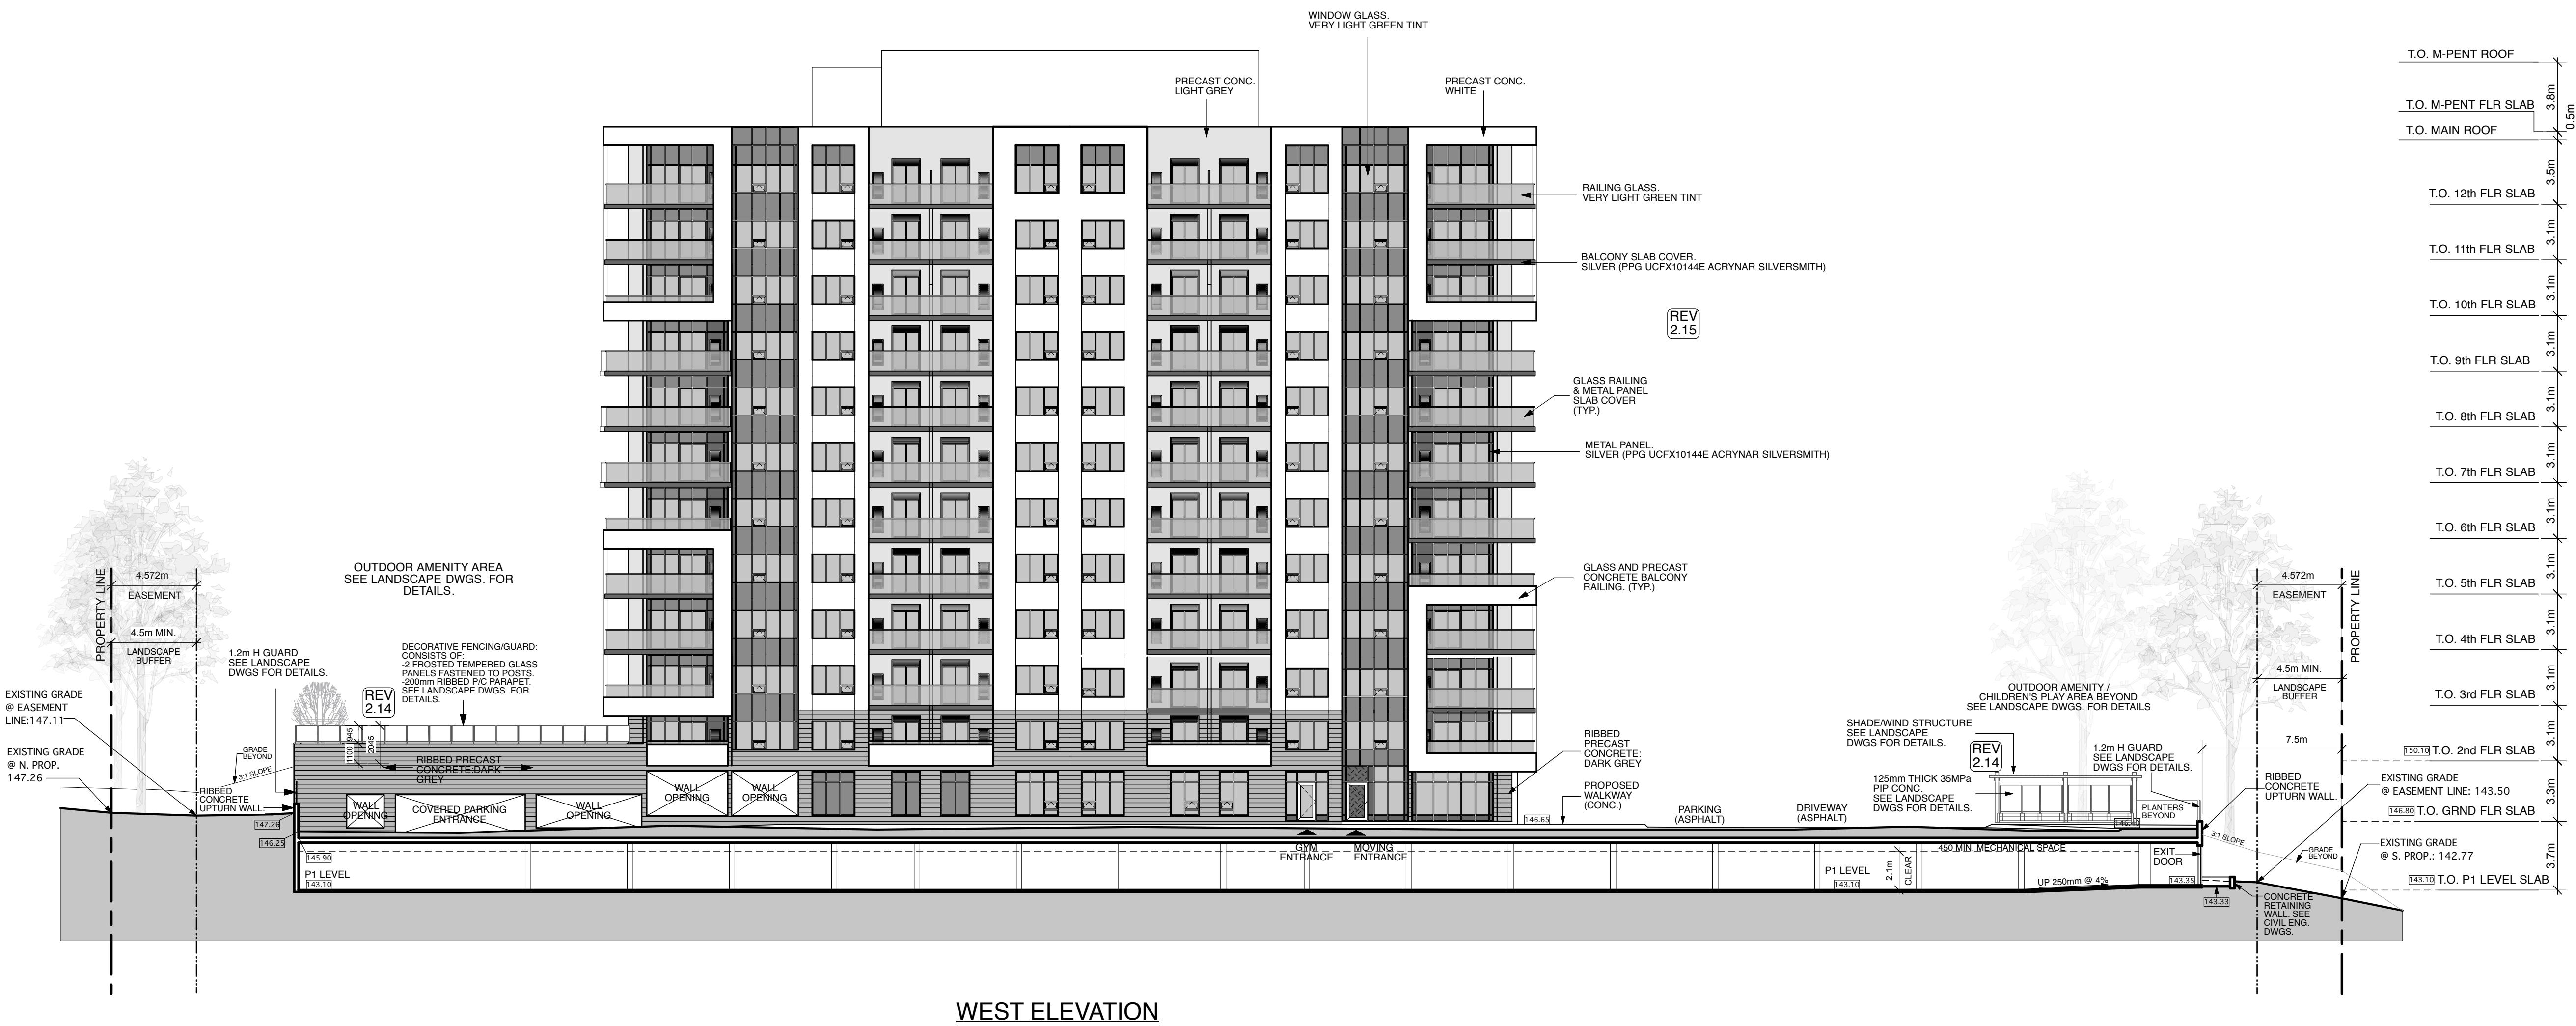 WINDOW GLASS.
VERY LIGHT GREEN TINT
PRECAST CONC.
LIGHT GREY
PRECAST CONC.
WHITE
RAILING GLASS.
VERY LIGHT GREEN TINT
BALCONY SLAB COVER.
SILVER (PPG UCFX10144E ACRYNAR SILVERSMITH)
REV
2.15
GLASS RAILING
& METAL PANEL
SLAB COVER
(TYP.)
METAL PANEL.
SILVER (PPG UCFX10144E ACRYNAR SILVERSMITH)
GLASS AND PRECAST
CONCRETE BALCONY
RAILING. (TYP.)
RIBBED
PRECAST
CONCRETE:
DARK GREY
PROPOSED
WALKWAY
(CONC.)
146.65
PARKING
(ASPHALT)
DRIVEWAY
(ASPHALT)
PROPERTY LINE
4.572m
EASEMENT
4.5m MIN.
LANDSCAPE
BUFFER
OUTDOOR AMENITY AREA
SEE LANDSCAPE DWGS. FOR
DETAILS.
1.2m H GUARD
SEE LANDSCAPE
DWGS FOR DETAILS.
DECORATIVE FENCING/GUARD:
CONSISTS OF:
-2 FROSTED TEMPERED GLASS
PANELS FASTENED TO POSTS.
-200mm RIBBED P/C PARAPET.
SEE LANDSCAPE DWGS. FOR
DETAILS.
REV
2.14
EXISTING GRADE
@ EASEMENT
LINE:147.11
EXISTING GRADE
@ N. PROP.
147.26
GRADE
BEYOND
3:1 SLOPE
RIBBED
CONCRETE
UPTURN WALL
945
1100
2045
RIBBED PRECAST
CONCRETE:DARK
GREY
WALL
OPENING
COVERED PARKING
ENTRANCE
WALL
OPENING
WALL
OPENING
WALL
OPENING
147.26
146.25
145.90
P1 LEVEL
143.10
GYM
ENTRANCE
MOVING
ENTRANCE
P1 LEVEL
143.10
2.1m
CLEAR
450 MIN. MECHANICAL SPACE
UP 250mm @ 4%
EXIT
DOOR
143.35
143.33
OUTDOOR AMENITY /
CHILDREN'S PLAY AREA BEYOND
SEE LANDSCAPE DWGS. FOR DETAILS
SHADE/WIND STRUCTURE
SEE LANDSCAPE
DWGS FOR DETAILS.
REV
2.14
1.2m H GUARD
SEE LANDSCAPE
DWGS FOR DETAILS.
125mm THICK 35MPa
PIP CONC.
SEE LANDSCAPE
DWGS FOR DETAILS.
PLANTERS
BEYOND
7.5m
RIBBED
CONCRETE
UPTURN WALL.
3:1 SLOPE
GRADE
BEYOND
CONCRETE
RETAINING
WALL. SEE
CIVIL ENG.
DWGS.
4.572m
EASEMENT
4.5m MIN.
LANDSCAPE
BUFFER
PROPERTY LINE
EXISTING GRADE
@ EASEMENT LINE: 143.50
EXISTING GRADE
@ S. PROP.: 142.77
T.O. M-PENT ROOF
3.8m
T.O. M-PENT FLR SLAB
0.5m
T.O. MAIN ROOF
3.5m
T.O. 12th FLR SLAB
3.1m
T.O. 11th FLR SLAB
3.1m
T.O. 10th FLR SLAB
3.1m
T.O. 9th FLR SLAB
3.1m
T.O. 8th FLR SLAB
3.1m
T.O. 7th FLR SLAB
3.1m
T.O. 6th FLR SLAB
3.1m
T.O. 5th FLR SLAB
3.1m
T.O. 4th FLR SLAB
3.1m
T.O. 3rd FLR SLAB
3.1m
150.10 T.O. 2nd FLR SLAB
3.3m
146.80 T.O. GRND FLR SLAB
3.7m
143.10 T.O. P1 LEVEL SLAB
WEST ELEVATION